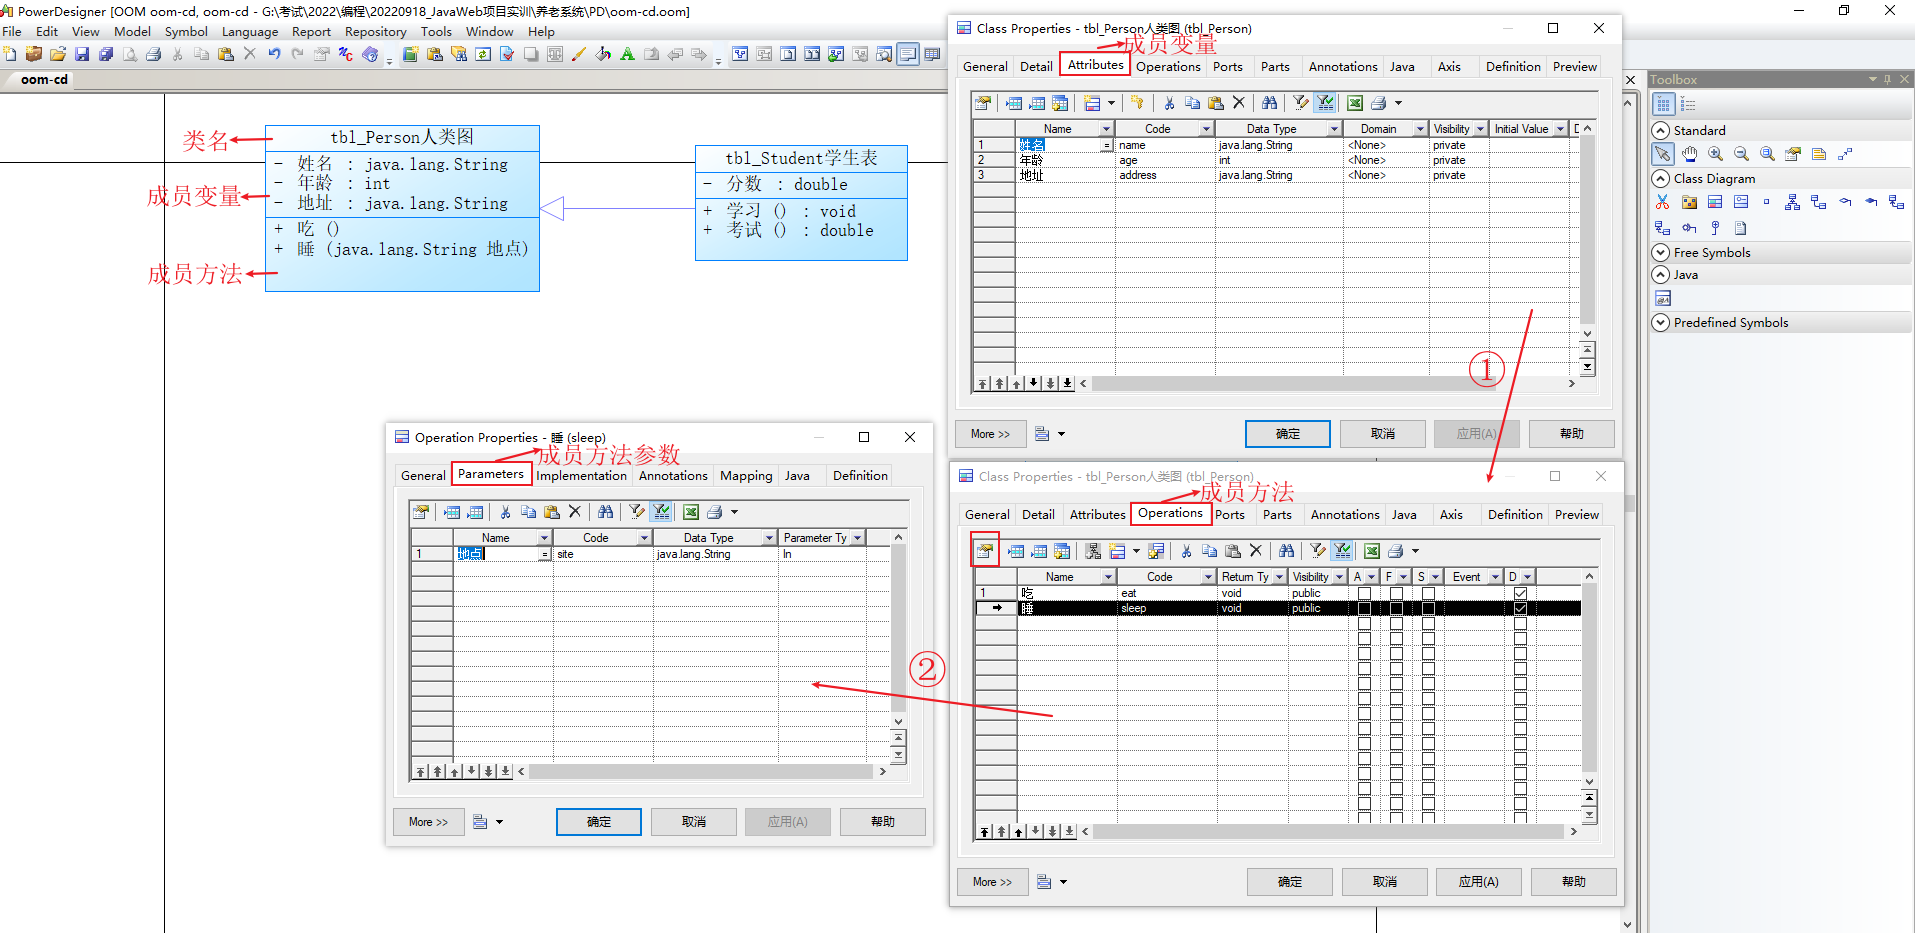 PowerDesigner [OOM oom-cd, oom-cd - G:\考试\2022\编程\20220918_JavaWeb项目实训\养老系统\PD\oom-cd.oom]
File Edit View Model Symbol Language Report Repository Tools Window Help
oom-cd
类名
成员变量
成员方法
tbl_Person人类图
- 姓名 : java.lang.String
- 年龄 : int
- 地址 : java.lang.String
+ 吃 ()
+ 睡 (java.lang.String 地点)
tbl_Student学生表
- 分数 : double
+ 学习 () : void
+ 考试 () : double
Class Properties - tbl_Person人类图 (tbl_Person)
成员变量
General Detail Attributes Operations Ports Parts Annotations Java Axis Definition Preview
Name Code Data Type Domain Visibility Initial Value D
1 姓名 = name java.lang.String <None> private
2 年龄 age int <None> private
3 地址 address java.lang.String <None> private
①
More >> 确定 取消 应用(A) 帮助
Class Properties - tbl_Person人类图 (tbl_Person)
成员方法
General Detail Attributes Operations Ports Parts Annotations Java Axis Definition Preview
Name Code Return Ty Visibility A F S Event D
1 吃 eat void public
睡 sleep void public
②
More >> 确定 取消 应用(A) 帮助
Operation Properties - 睡 (sleep)
成员方法参数
General Parameters Implementation Annotations Mapping Java Definition
Name Code Data Type Parameter Ty
1 地点 = site java.lang.String In
More >> 确定 取消 应用(A) 帮助
Toolbox
Standard
Class Diagram
Free Symbols
Java
Predefined Symbols